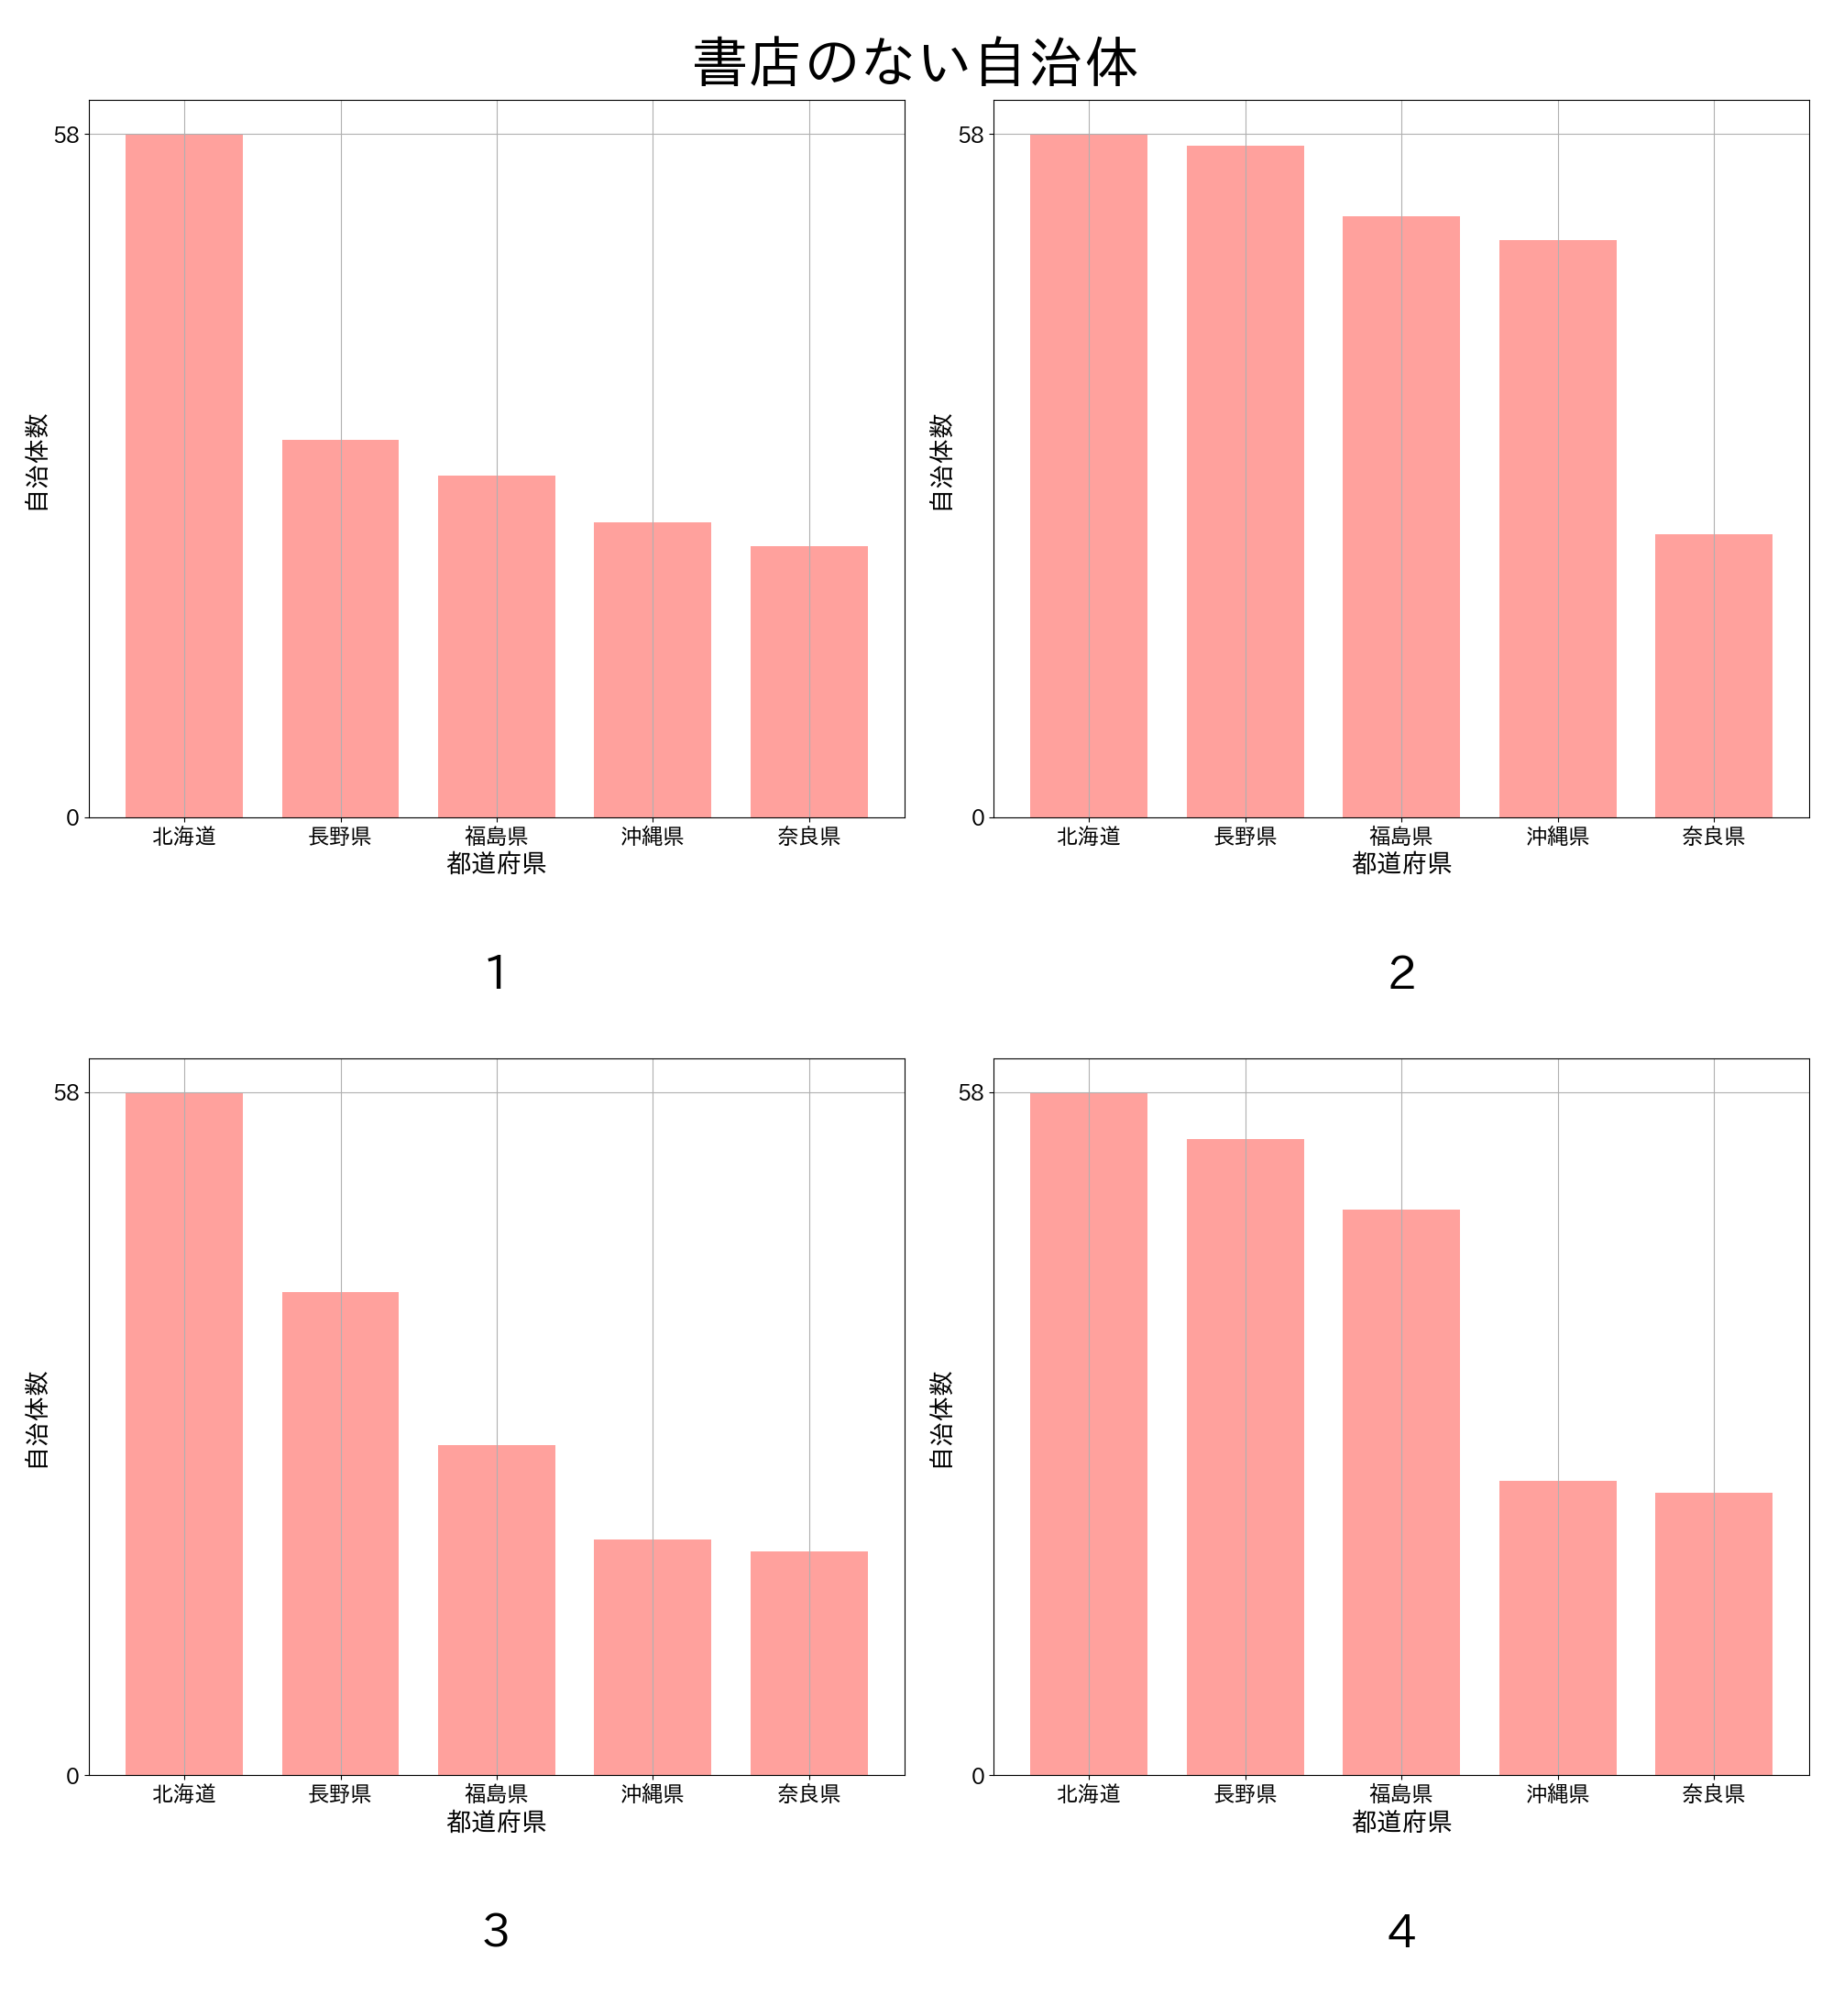 書店のない自治体
58
0
自治体数
北海道 長野県 福島県 沖縄県 奈良県
都道府県
1
58
0
自治体数
北海道 長野県 福島県 沖縄県 奈良県
都道府県
2
58
0
自治体数
北海道 長野県 福島県 沖縄県 奈良県
都道府県
3
58
0
自治体数
北海道 長野県 福島県 沖縄県 奈良県
都道府県
4